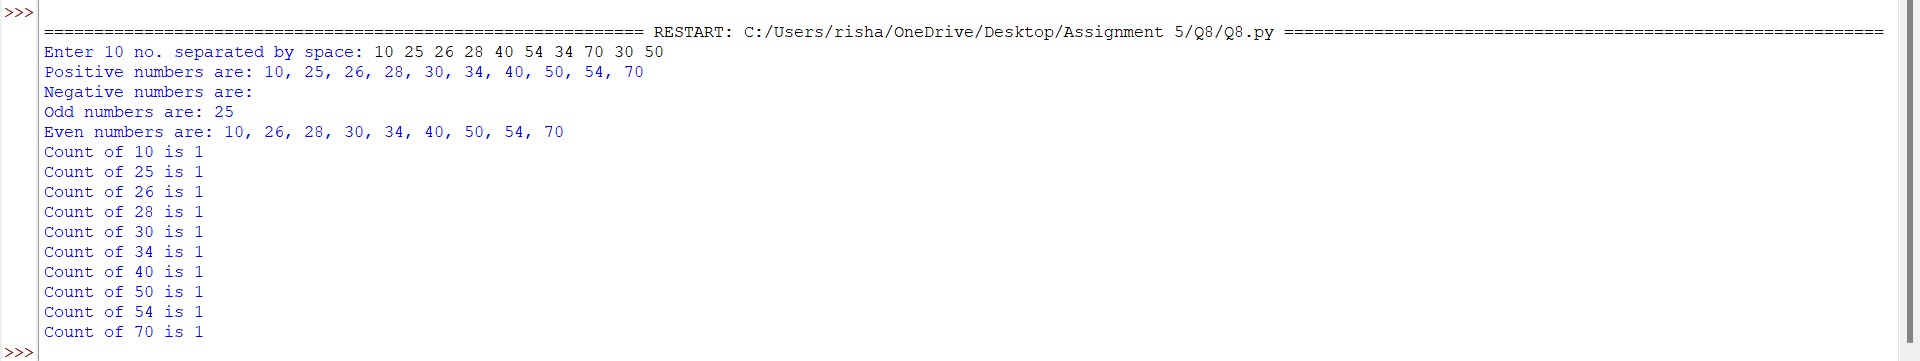 >>>
============================================================ RESTART: C:/Users/risha/OneDrive/Desktop/Assignment 5/Q8/Q8.py ============================================================
Enter 10 no. separated by space: 10 25 26 28 40 54 34 70 30 50
Positive numbers are: 10, 25, 26, 28, 30, 34, 40, 50, 54, 70
Negative numbers are:
Odd numbers are: 25
Even numbers are: 10, 26, 28, 30, 34, 40, 50, 54, 70
Count of 10 is 1
Count of 25 is 1
Count of 26 is 1
Count of 28 is 1
Count of 30 is 1
Count of 34 is 1
Count of 40 is 1
Count of 50 is 1
Count of 54 is 1
Count of 70 is 1
>>>